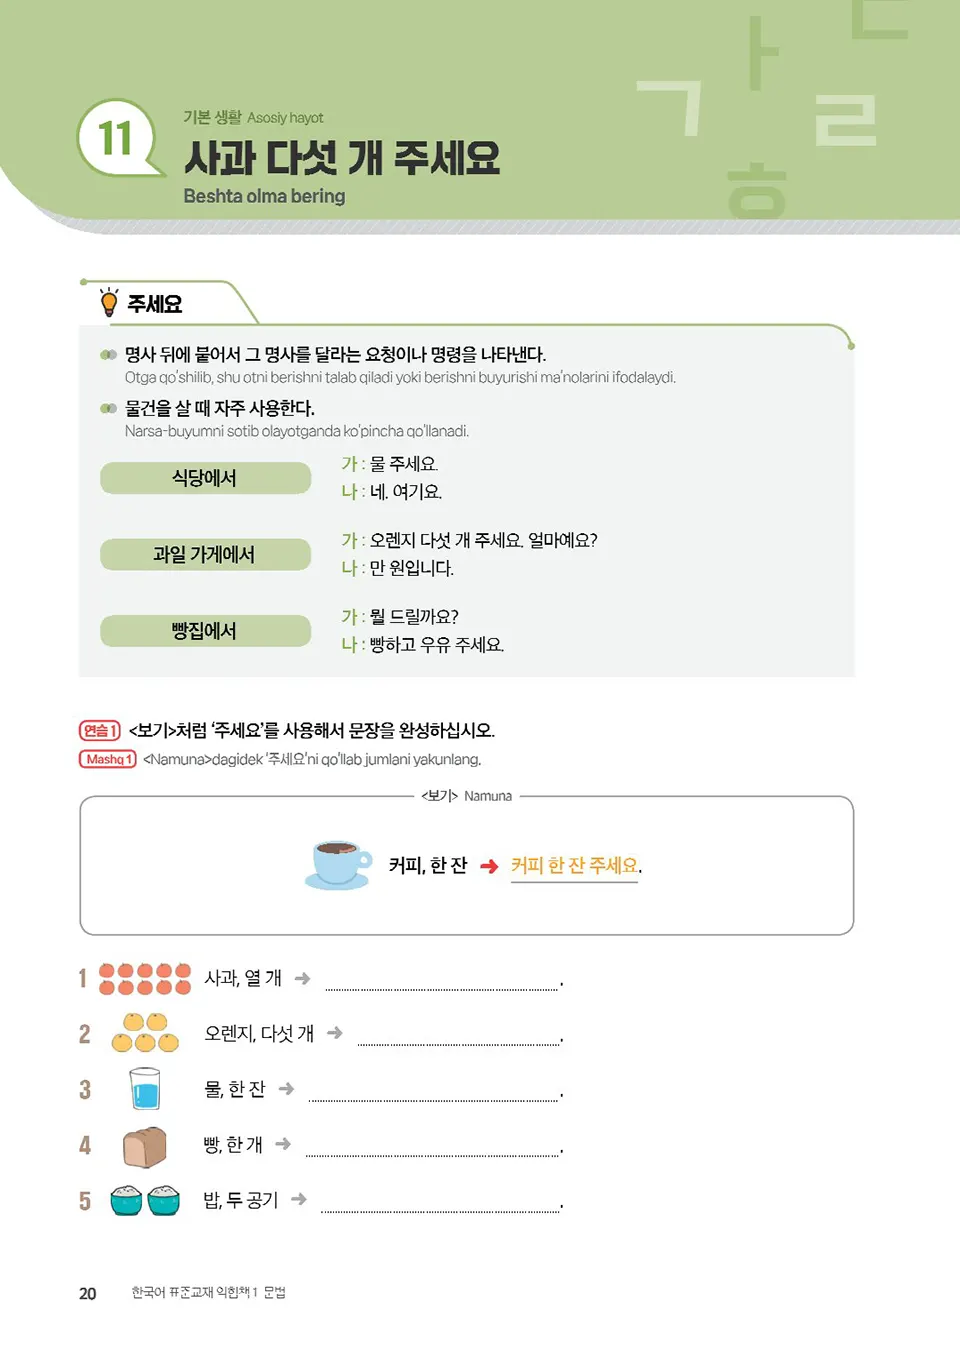 11
기본 생활 Asosiy hayot
사과 다섯 개 주세요
Beshta olma bering
주세요
명사 뒤에 붙어서 그 명사를 달라는 요청이나 명령을 나타낸다.
Otga qo'shilib, shu otni berishni talab qiladi yoki berishni buyurishi ma'nolarini ifodalaydi.
물건을 살 때 자주 사용한다.
Narsa-buyumni sotib olayotganda ko'pincha qo'llanadi.
식당에서
가 : 물 주세요.
나 : 네. 여기요.
과일 가게에서
가 : 오렌지 다섯 개 주세요. 얼마예요?
나 : 만 원입니다.
빵집에서
가 : 뭘 드릴까요?
나 : 빵하고 우유 주세요.
연습 1 <보기>처럼 '주세요'를 사용해서 문장을 완성하십시오.
Mashq 1 <Namuna>dagidek '주세요'ni qo'llab jumlani yakunlang.
<보기> Namuna
커피, 한 잔 → 커피 한 잔 주세요.
1 사과, 열 개 → .
2 오렌지, 다섯 개 → .
3 물, 한 잔 → .
4 빵, 한 개 → .
5 밥, 두 공기 → .
20 한국어 표준교재 익힘책 1 문법